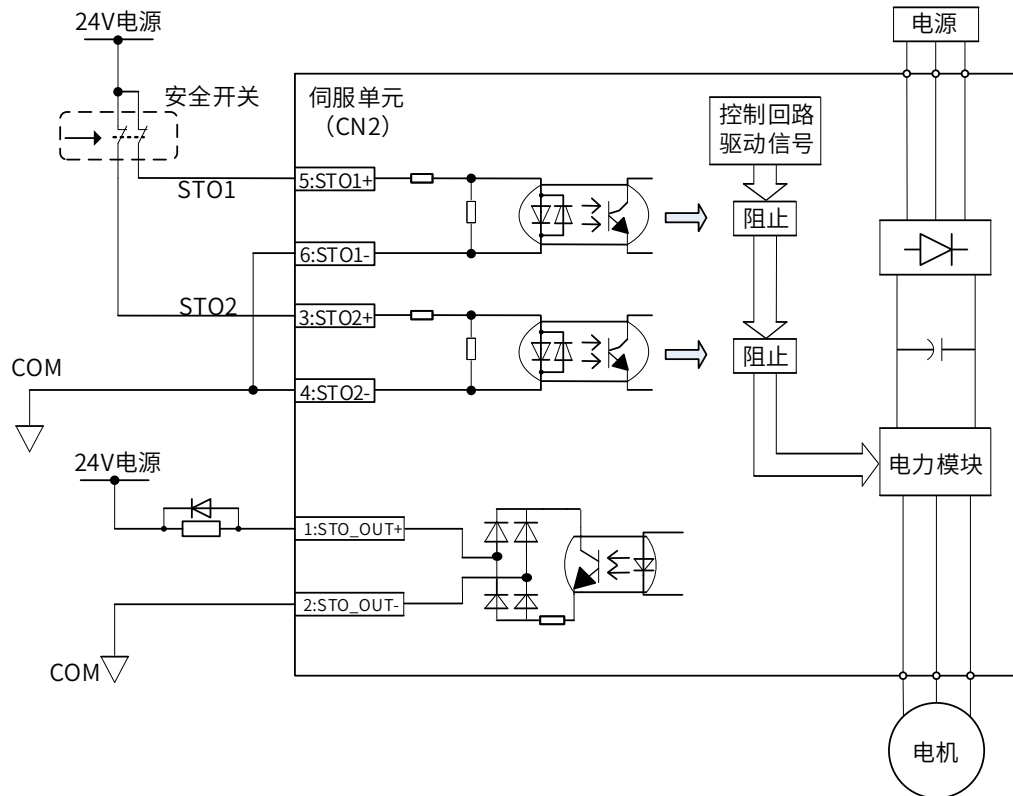 24V电源
电源
安全开关
伺服单元
（CN2）
控制回路
驱动信号
STO1
5:STO1+
阻止
6:STO1-
STO2
3:STO2+
阻止
COM
4:STO2-
24V电源
电力模块
1:STO_OUT+
2:STO_OUT-
COM
电机